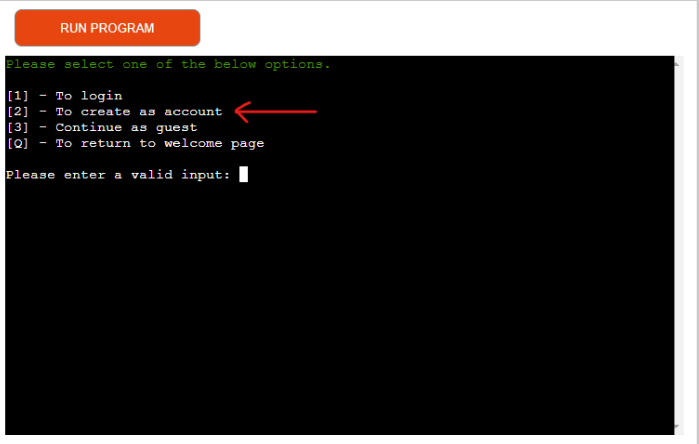 RUN PROGRAM
Please select one of the below options.
[1] - To login
[2] - To create as account
[3] - Continue as guest
[Q] - To return to welcome page
Please enter a valid input: